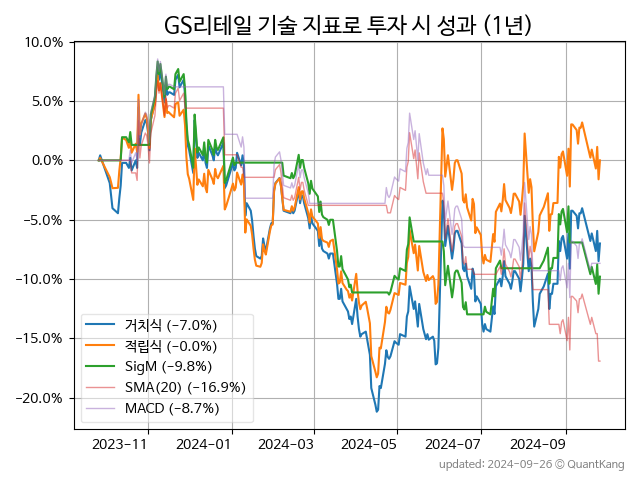 GS리테일 기술 지표로 투자 시 성과 (1년)
10.0%
5.0%
0.0%
−5.0%
−10.0%
−15.0%
−20.0%
거치식 (−7.0%)
적립식 (−0.0%)
SigM (−9.8%)
SMA(20) (−16.9%)
MACD (−8.7%)
2023−11
2024−01
2024−03
2024−05
2024−07
2024−09
updated: 2024-09-26 © QuantKang